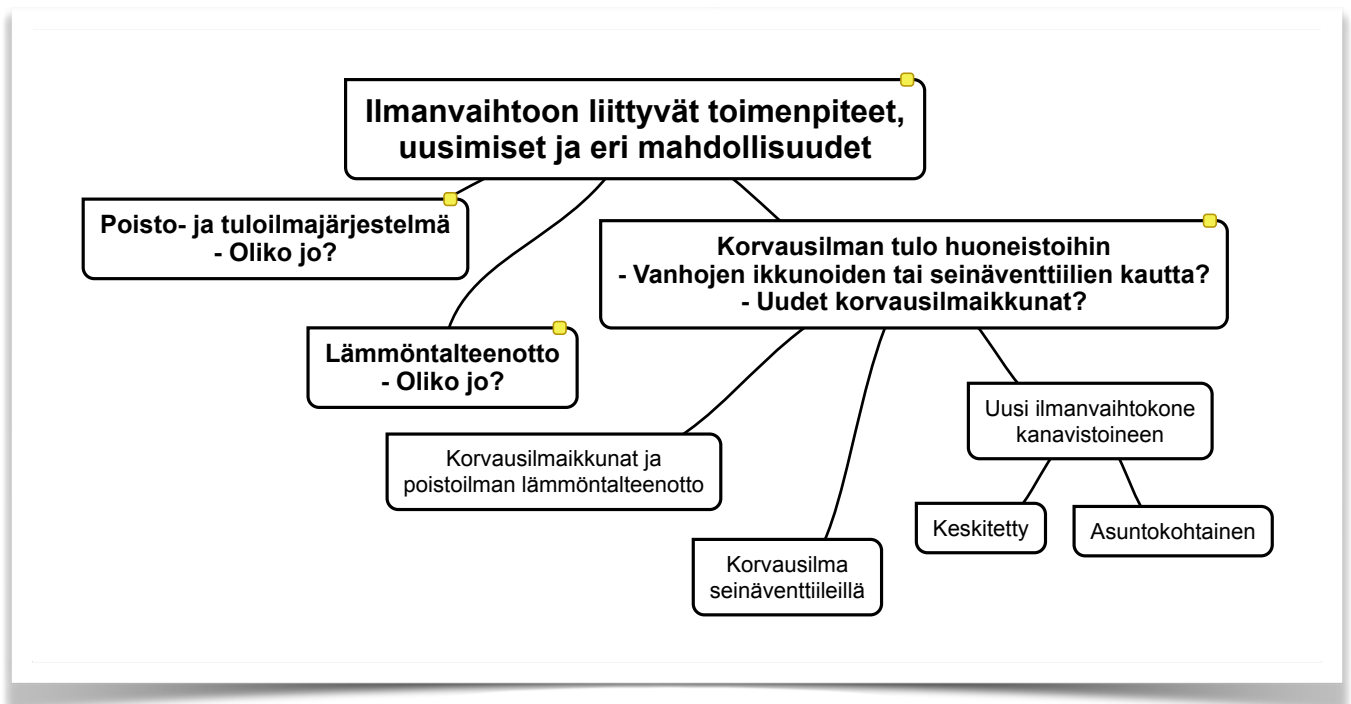 Ilmanvaihtoon liittyvät toimenpiteet,
uusimiset ja eri mahdollisuudet
Poisto- ja tuloilmajärjestelmä
- Oliko jo?
Korvausilman tulo huoneistoihin
- Vanhojen ikkunoiden tai seinäventtiilien kautta?
- Uudet korvausilmaikkunat?
Lämmöntalteenotto
- Oliko jo?
Uusi ilmanvaihtokone
kanavistoineen
Korvausilmaikkunat ja
poistoilman lämmöntalteenotto
Keskitetty
Asuntokohtainen
Korvausilma
seinäventtiileillä